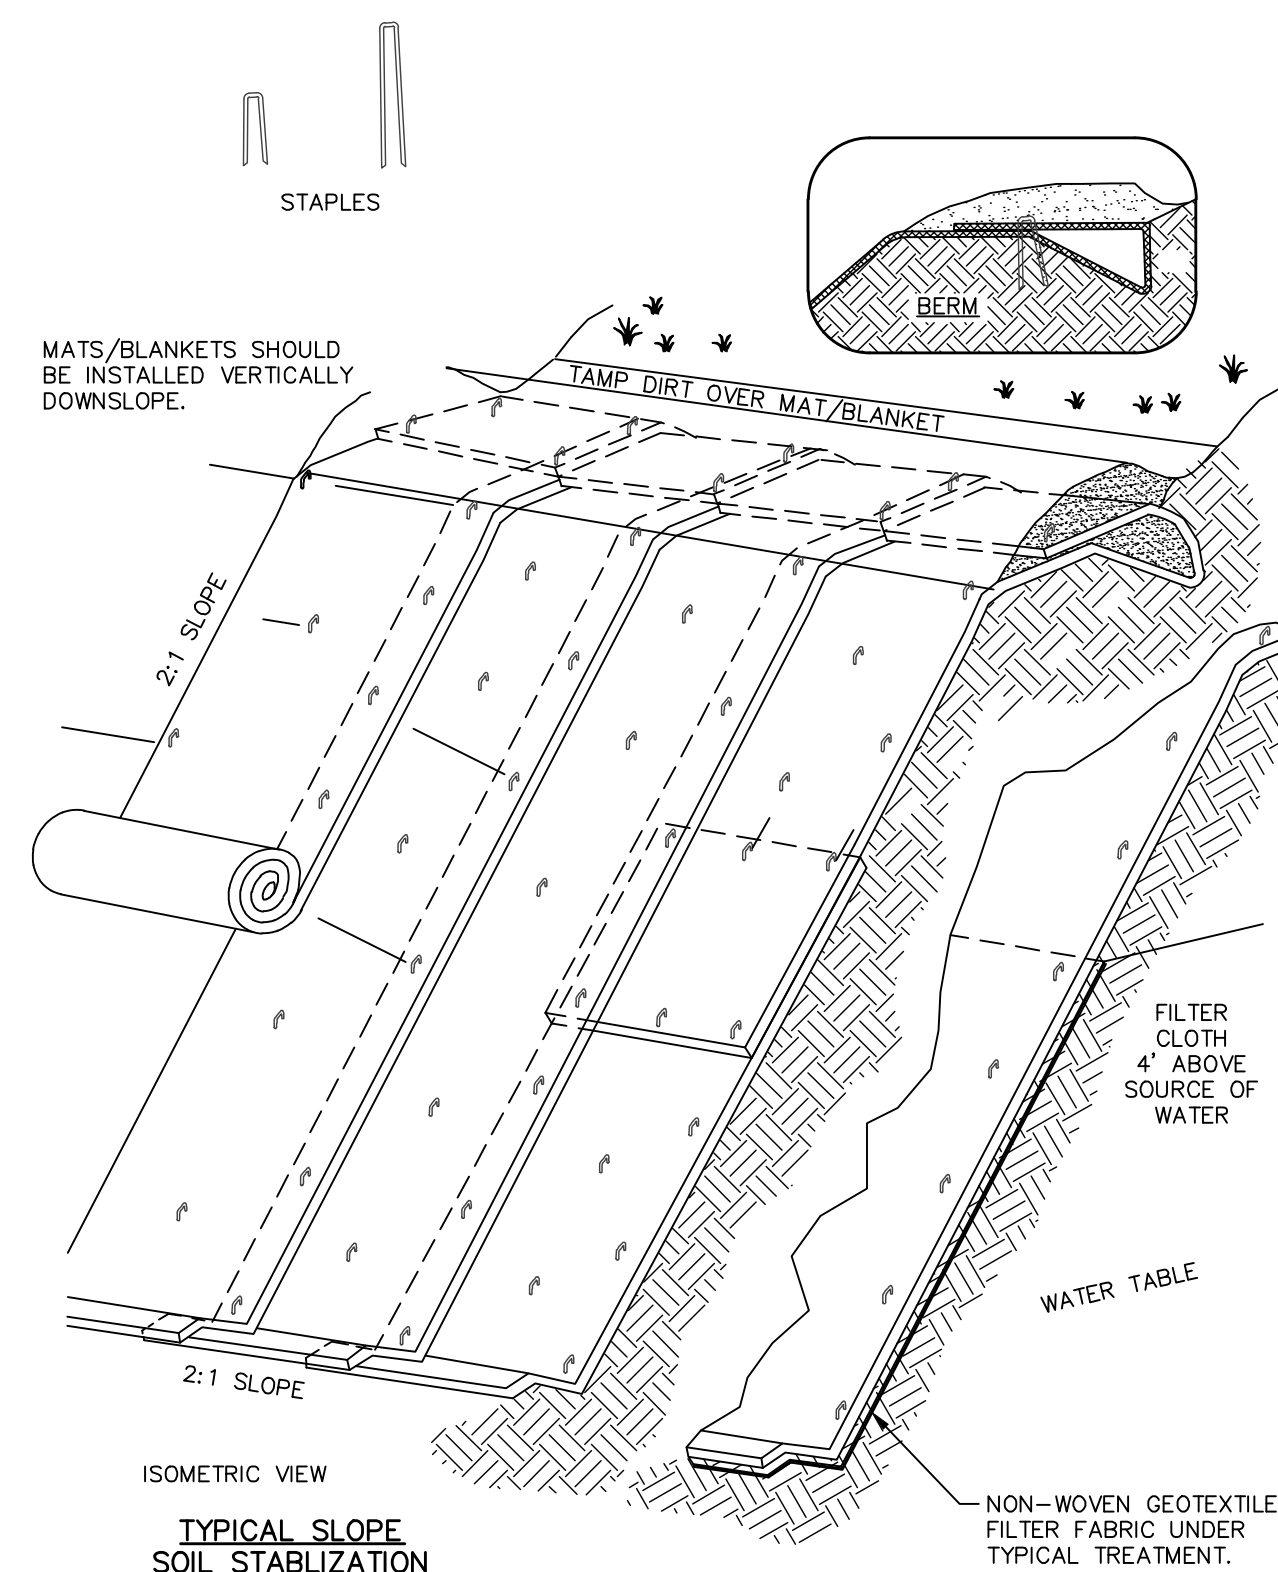 STAPLES
BERM
MATS/BLANKETS SHOULD
BE INSTALLED VERTICALLY
DOWNSLOPE.
TAMP DIRT OVER MAT/BLANKET
2:1 SLOPE
FILTER
CLOTH
4' ABOVE
SOURCE OF
WATER
WATER TABLE
2:1 SLOPE
ISOMETRIC VIEW
TYPICAL SLOPE
SOIL STABLIZATION
NON-WOVEN GEOTEXTILE
FILTER FABRIC UNDER
TYPICAL TREATMENT.